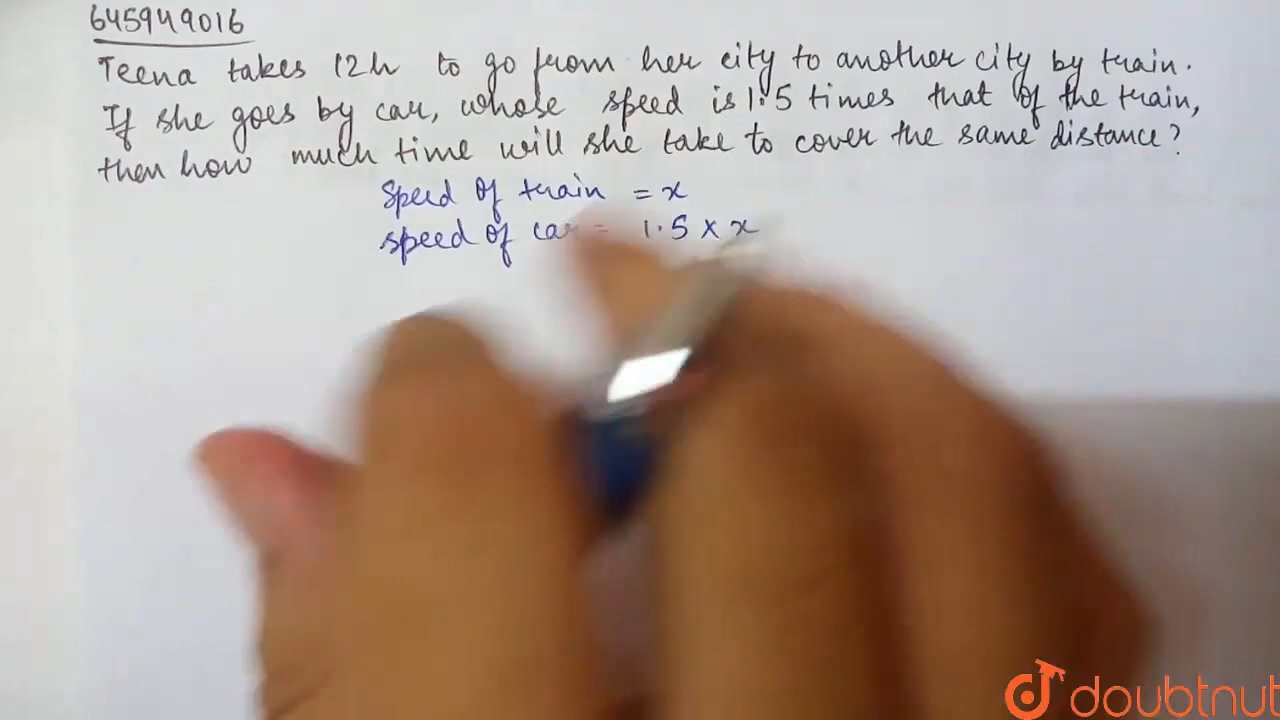 645949016
Teena takes 12h to go from her city to another city by train.
If she goes by car, whose speed is 1.5 times that of the train,
then how much time will she take to cover the same distance?
Speed of train = x
speed of car = 1.5 × x
doubtnut